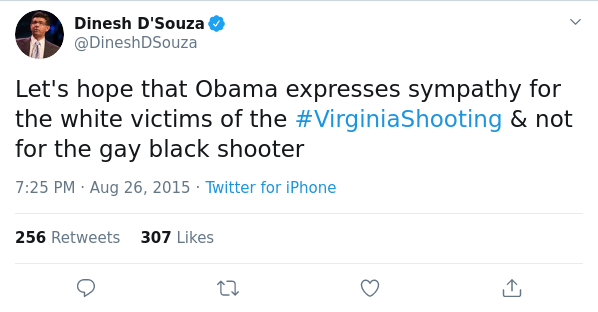 Dinesh D'Souza
@DineshDSouza
Let's hope that Obama expresses sympathy for
the white victims of the #VirginiaShooting & not
for the gay black shooter
7:25 PM · Aug 26, 2015 · Twitter for iPhone
256 Retweets 307 Likes